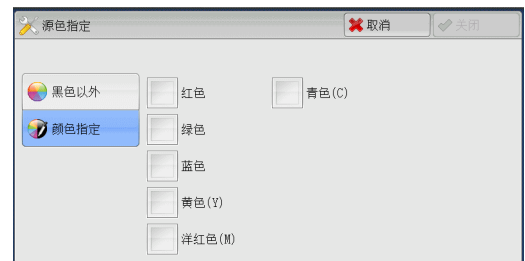 源色指定
取消
关闭
黑色以外
颜色指定
红色
绿色
蓝色
黄色(Y)
洋红色(M)
青色(C)